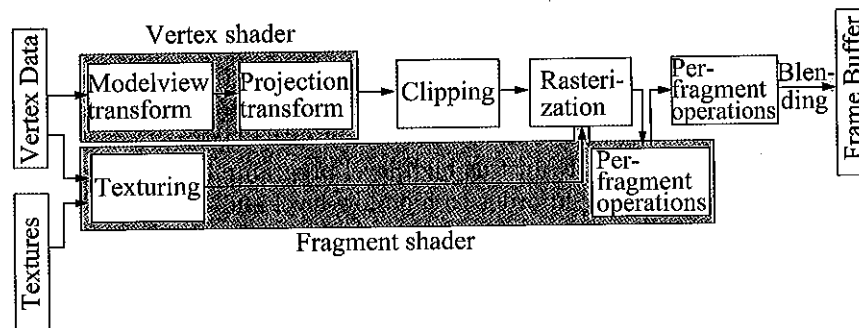 Vertex shader
Vertex Data
Modelview
transform
Projection
transform
Clipping
Rasteri-
zation
Per-
fragment
operations
Blen-
ding
Frame Buffer
Texturing
Per-
fragment
operations
Fragment shader
Textures